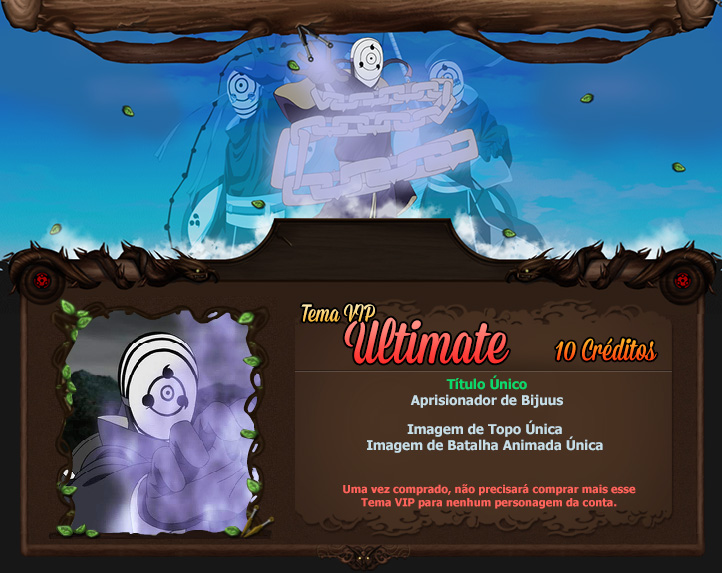 Tema VIP
Ultimate
10 Créditos
Título Único
Aprisionador de Bijuus
Imagem de Topo Única
Imagem de Batalha Animada Única
Uma vez comprado, não precisará comprar mais esse
Tema VIP para nenhum personagem da conta.